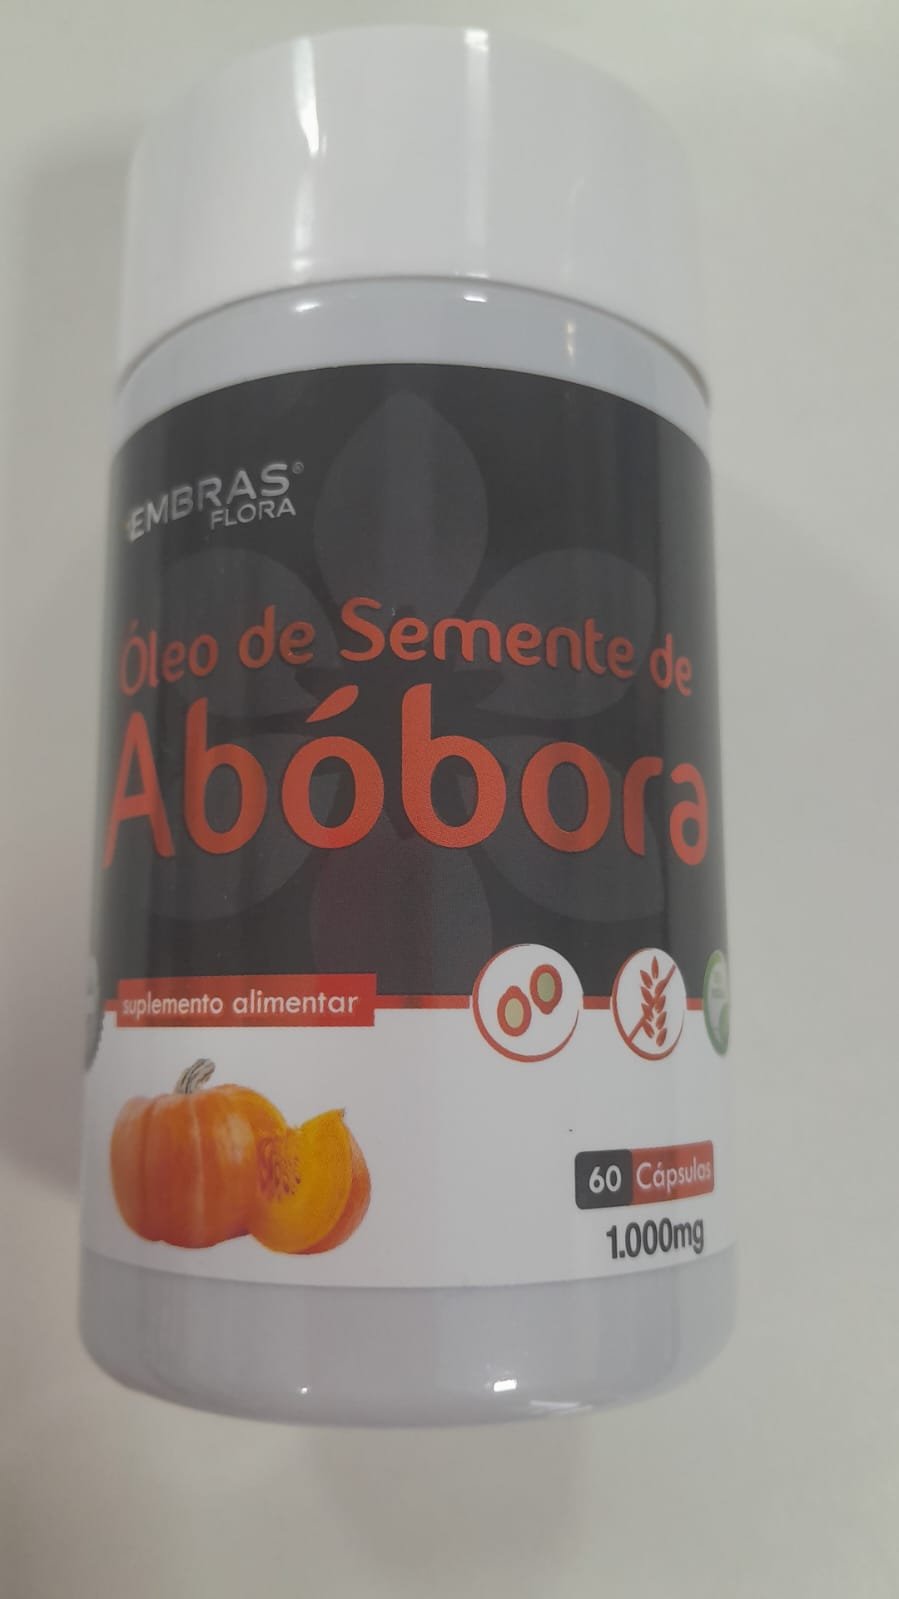 EMBRAS®
FLORA
Óleo de Semente de
Abóbora
suplemento alimentar
60 Cápsulas
1.000mg